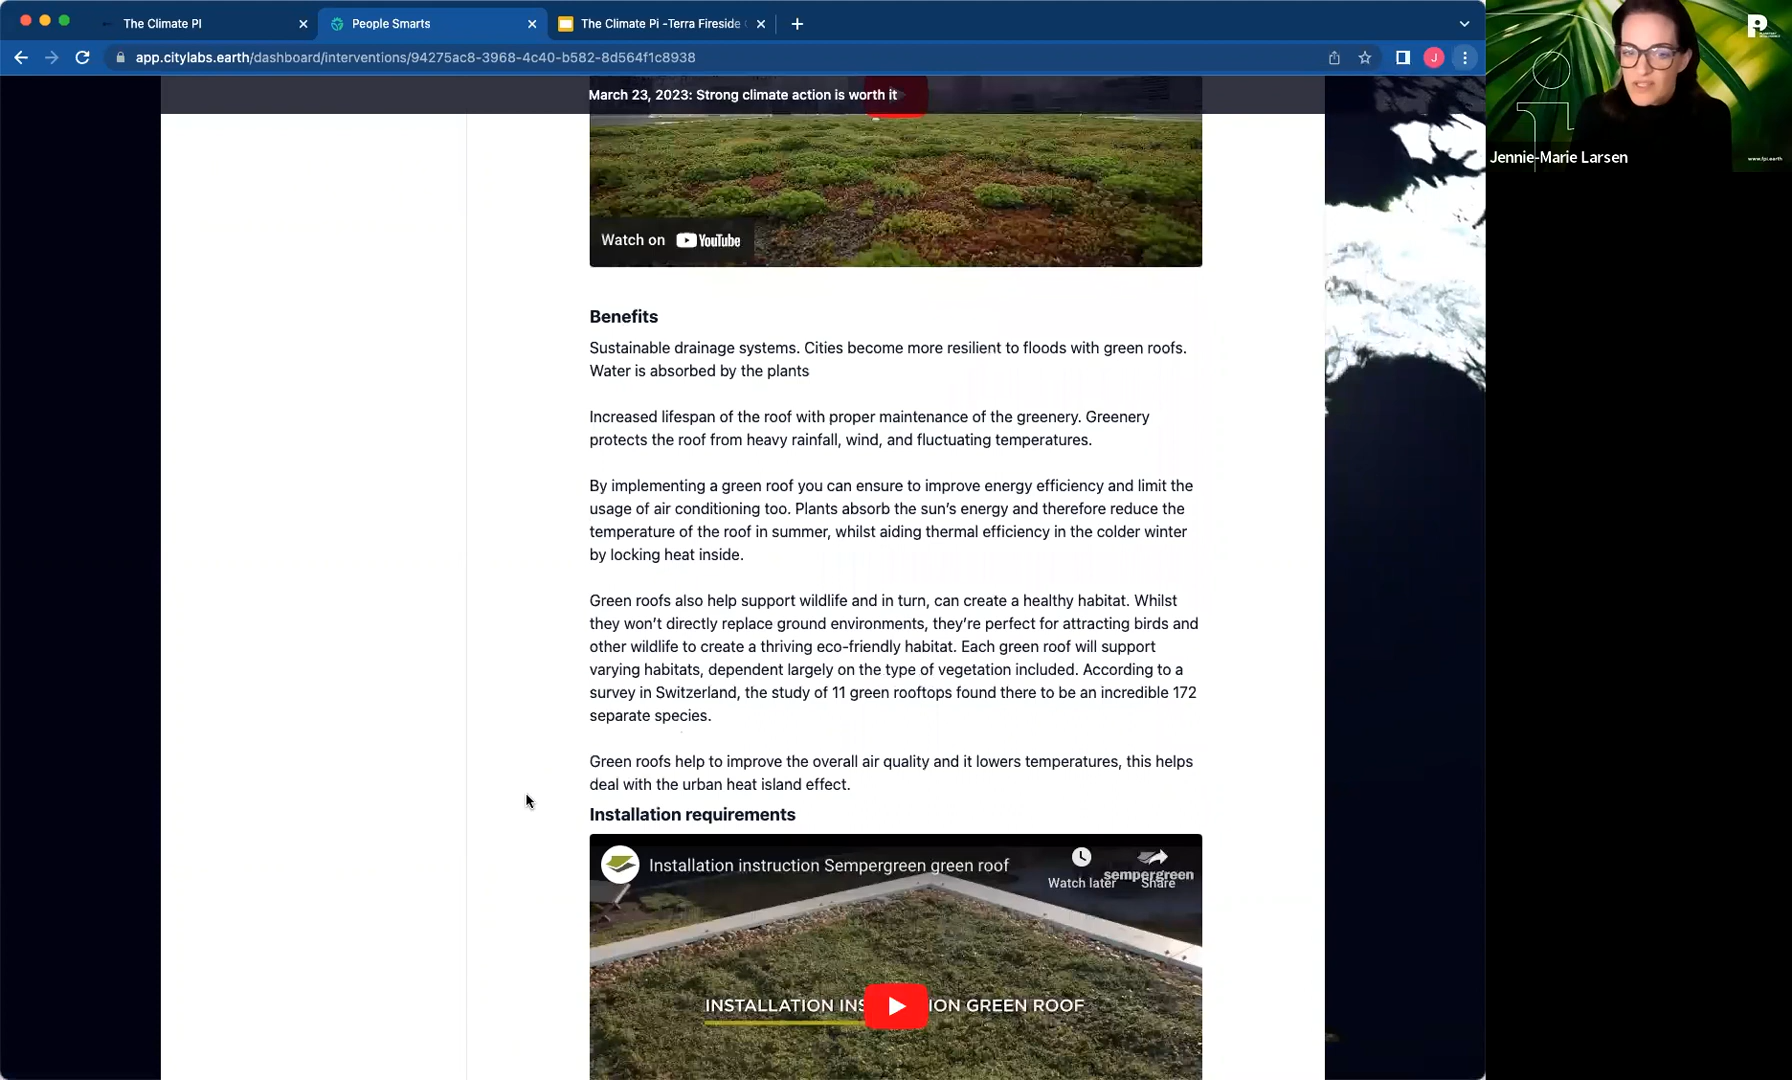 The Climate PI
People Smarts
The Climate Pi -Terra Fireside
app.citylabs.earth/dashboard/interventions/94275ac8-3968-4c40-b582-8d564f1c8938
J
March 23, 2023: Strong climate action is worth it
Jennie-Marie Larsen
www.fpi.earth
Watch on YouTube
Benefits
Sustainable drainage systems. Cities become more resilient to floods with green roofs.
Water is absorbed by the plants
Increased lifespan of the roof with proper maintenance of the greenery. Greenery
protects the roof from heavy rainfall, wind, and fluctuating temperatures.
By implementing a green roof you can ensure to improve energy efficiency and limit the
usage of air conditioning too. Plants absorb the sun’s energy and therefore reduce the
temperature of the roof in summer, whilst aiding thermal efficiency in the colder winter
by locking heat inside.
Green roofs also help support wildlife and in turn, can create a healthy habitat. Whilst
they won’t directly replace ground environments, they’re perfect for attracting birds and
other wildlife to create a thriving eco-friendly habitat. Each green roof will support
varying habitats, dependent largely on the type of vegetation included. According to a
survey in Switzerland, the study of 11 green rooftops found there to be an incredible 172
separate species.
Green roofs help to improve the overall air quality and it lowers temperatures, this helps
deal with the urban heat island effect.
Installation requirements
Installation instruction Sempergreen green roof
sempergreen
Watch later
Share
INSTALLATION INS ION GREEN ROOF